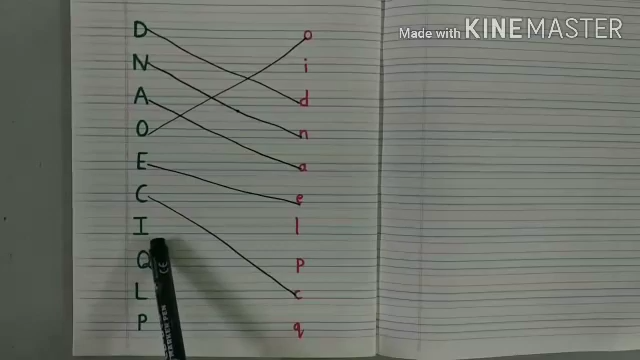 Made with KINEMASTER
D o
N i
A d
O n
E a
C e
I l
Q p
L c
P q